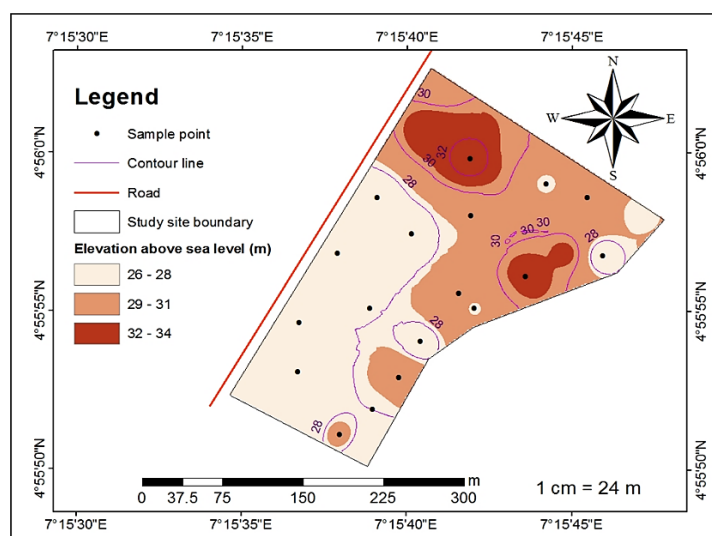 7°15'30"E 7°15'40"E 7°15'45"E
N
W E
S
Legend
Sample point
Contour line
Road
Study site boundary
Elevation above sea level (m)
26 - 28
29 - 31
32 - 34
4°56'0"N
4°55'55"N
4°55'50"N
4°56'0"N
4°55'55"N
4°55'50"N
30
32
30
28
30 30
30
28
28
28
m
0 37.5 75 150 225 300
1 cm = 24 m
7°15'30"E 7°15'35"E 7°15'40"E 7°15'45"E